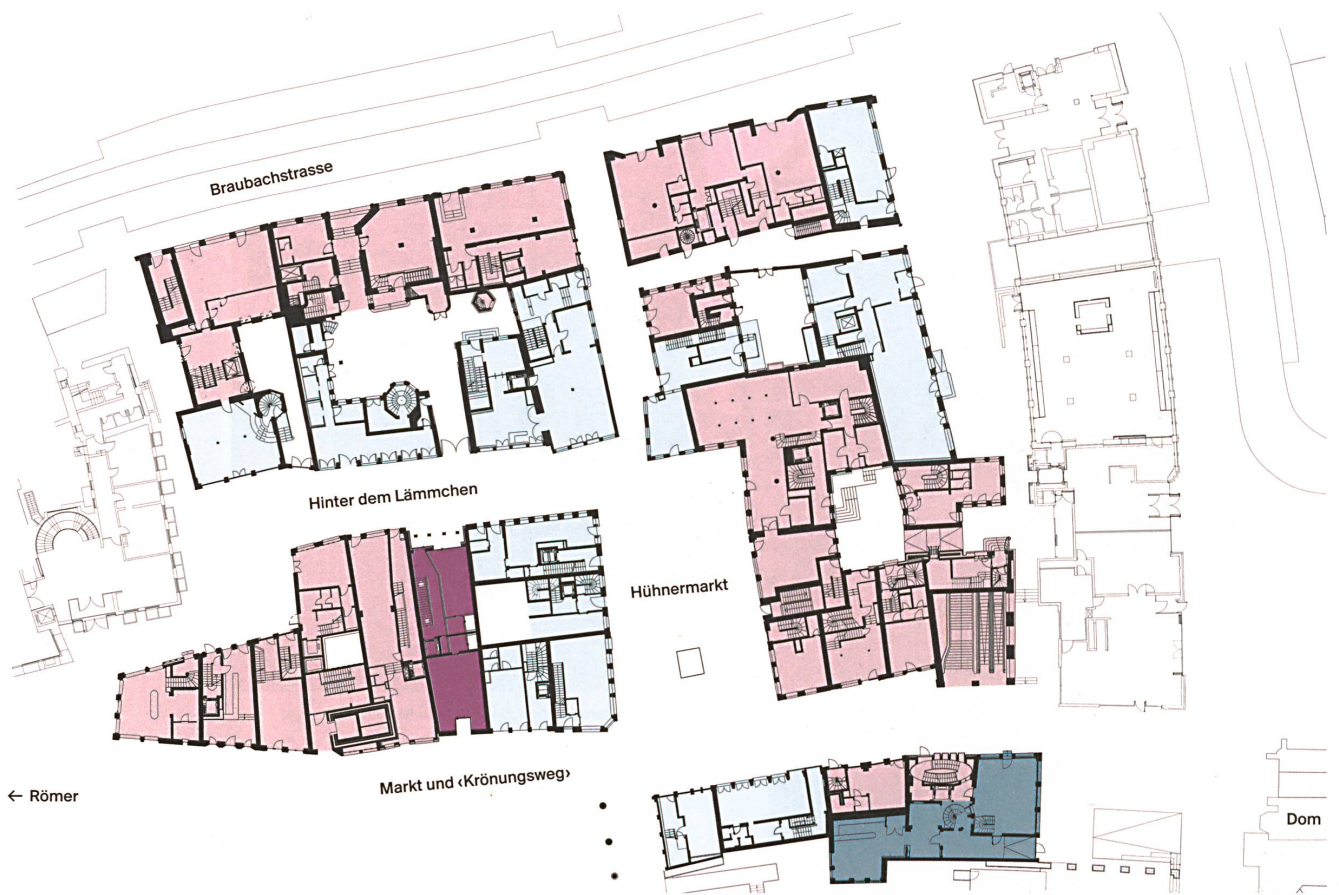 Braubachstrasse
Hinter dem Lämmchen
Hühnermarkt
Markt und ‹Krönungsweg›
← Römer
Dom